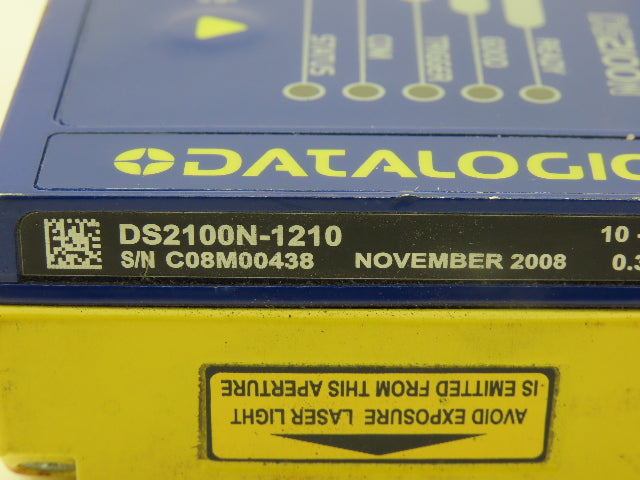 STATUS
COM
TRIGGER
GOOD
READY
DATALOGIC
DS2100N-1210
S/N C08M00438 NOVEMBER 2008
10
AVOID EXPOSURE LASER LIGHT
IS EMITTED FROM THIS APERTURE